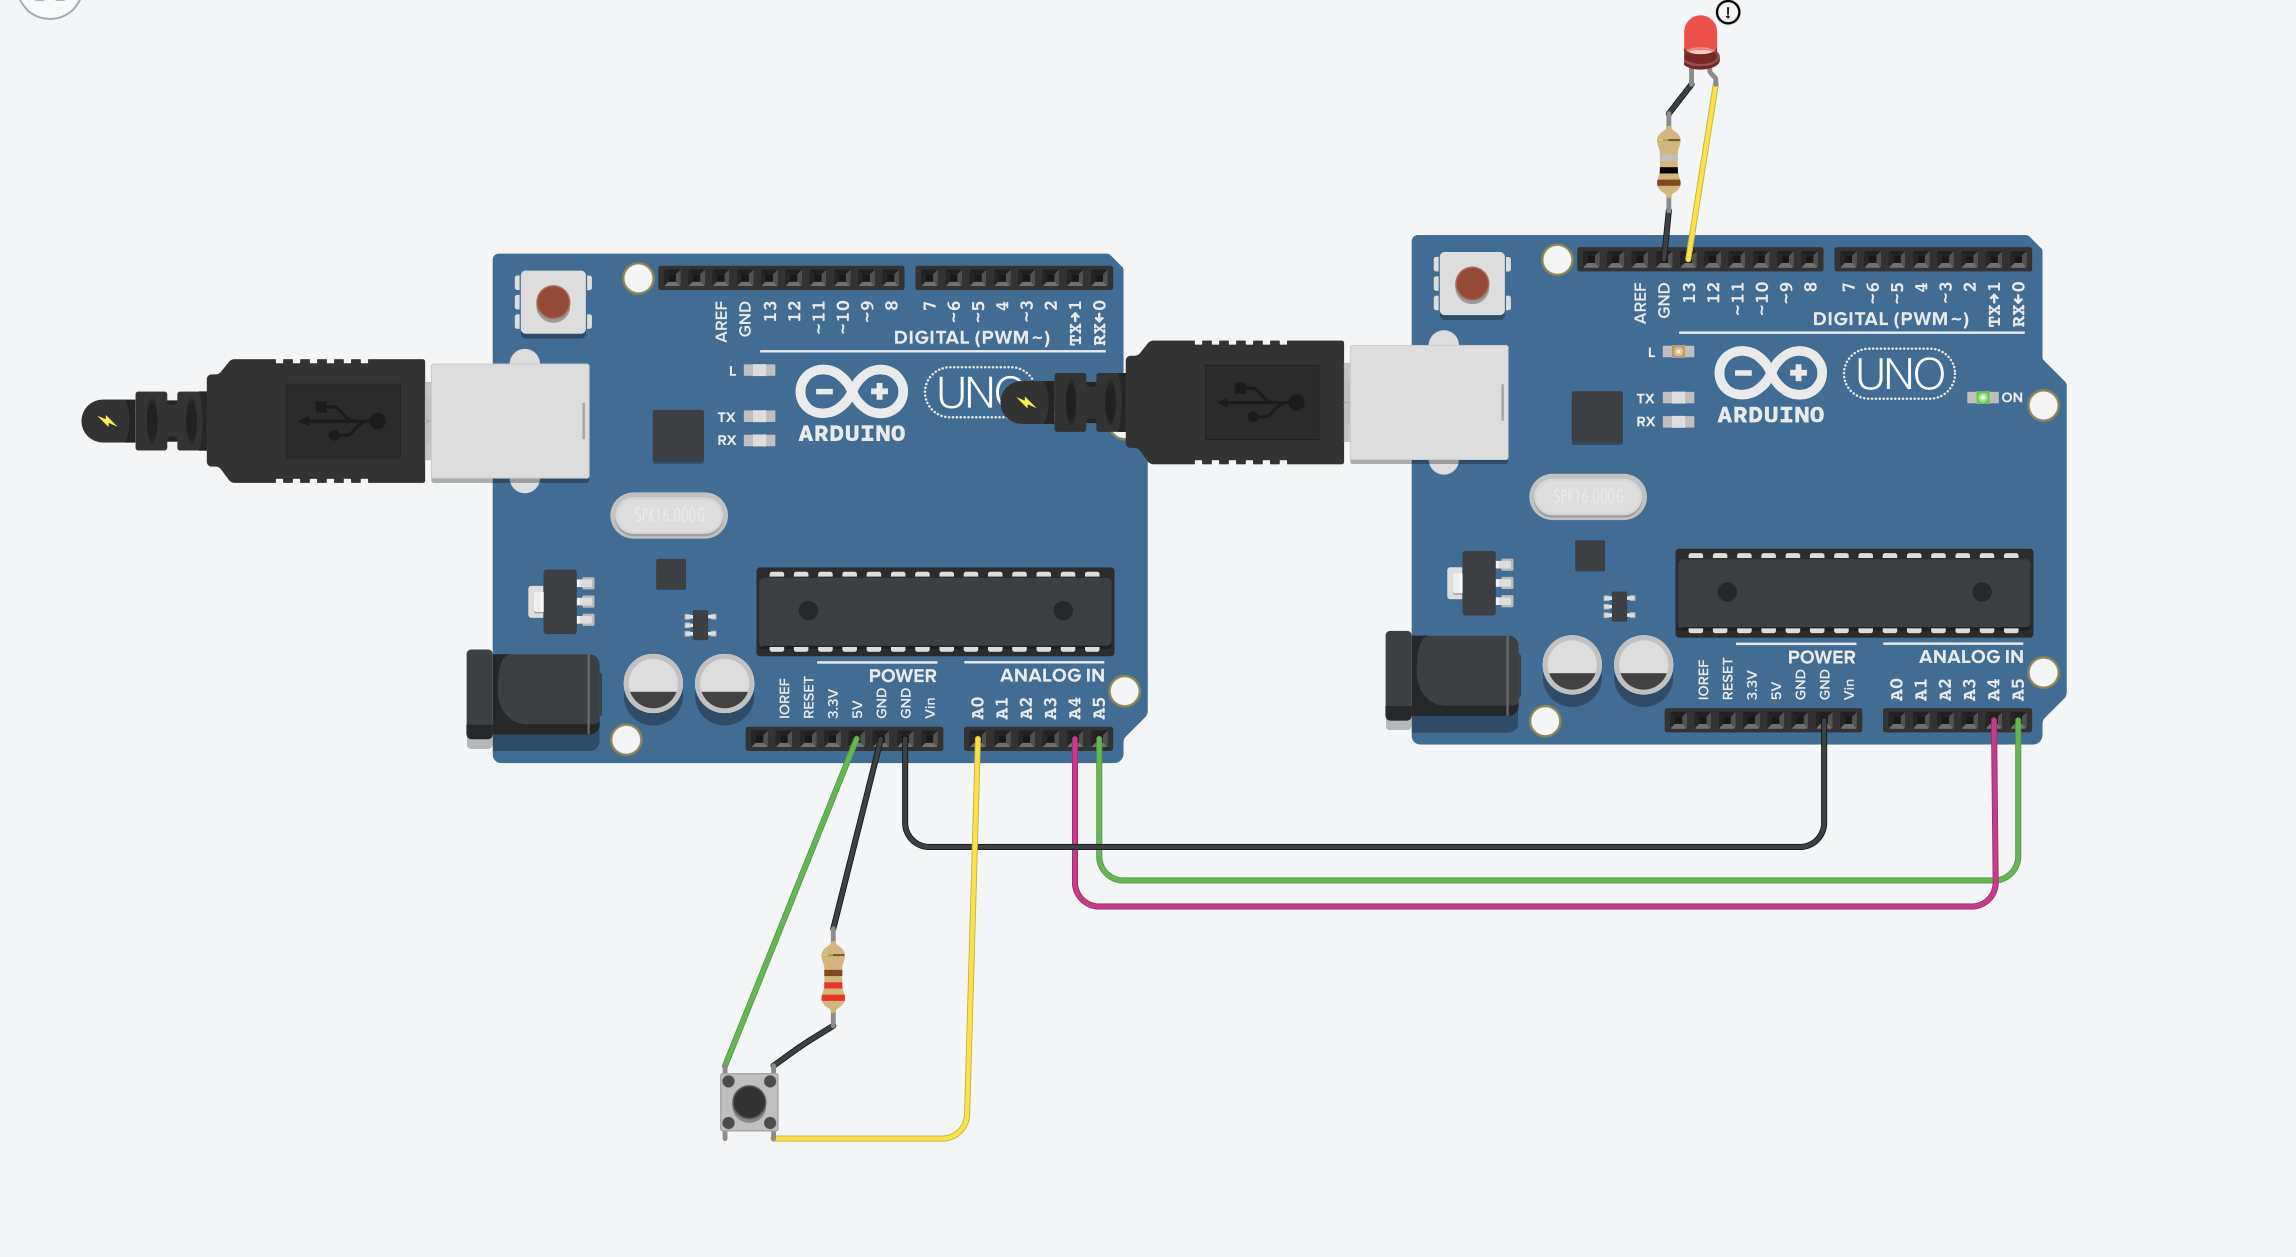 AREF
GND
13
12
~11
~10
~9
8
7
~6
~5
4
~3
2
TX→1
RX←0
DIGITAL (PWM~)
L
TX
RX
UNO
ARDUINO
SPK16.000G
POWER
ANALOG IN
IOREF
RESET
3.3V
5V
GND
GND
Vin
A0
A1
A2
A3
A4
A5
AREF
GND
13
12
~11
~10
~9
8
7
~6
~5
4
~3
2
TX→1
RX←0
DIGITAL (PWM~)
L
TX
RX
UNO
ON
ARDUINO
SPK16.000G
POWER
ANALOG IN
IOREF
RESET
3.3V
5V
GND
GND
Vin
A0
A1
A2
A3
A4
A5